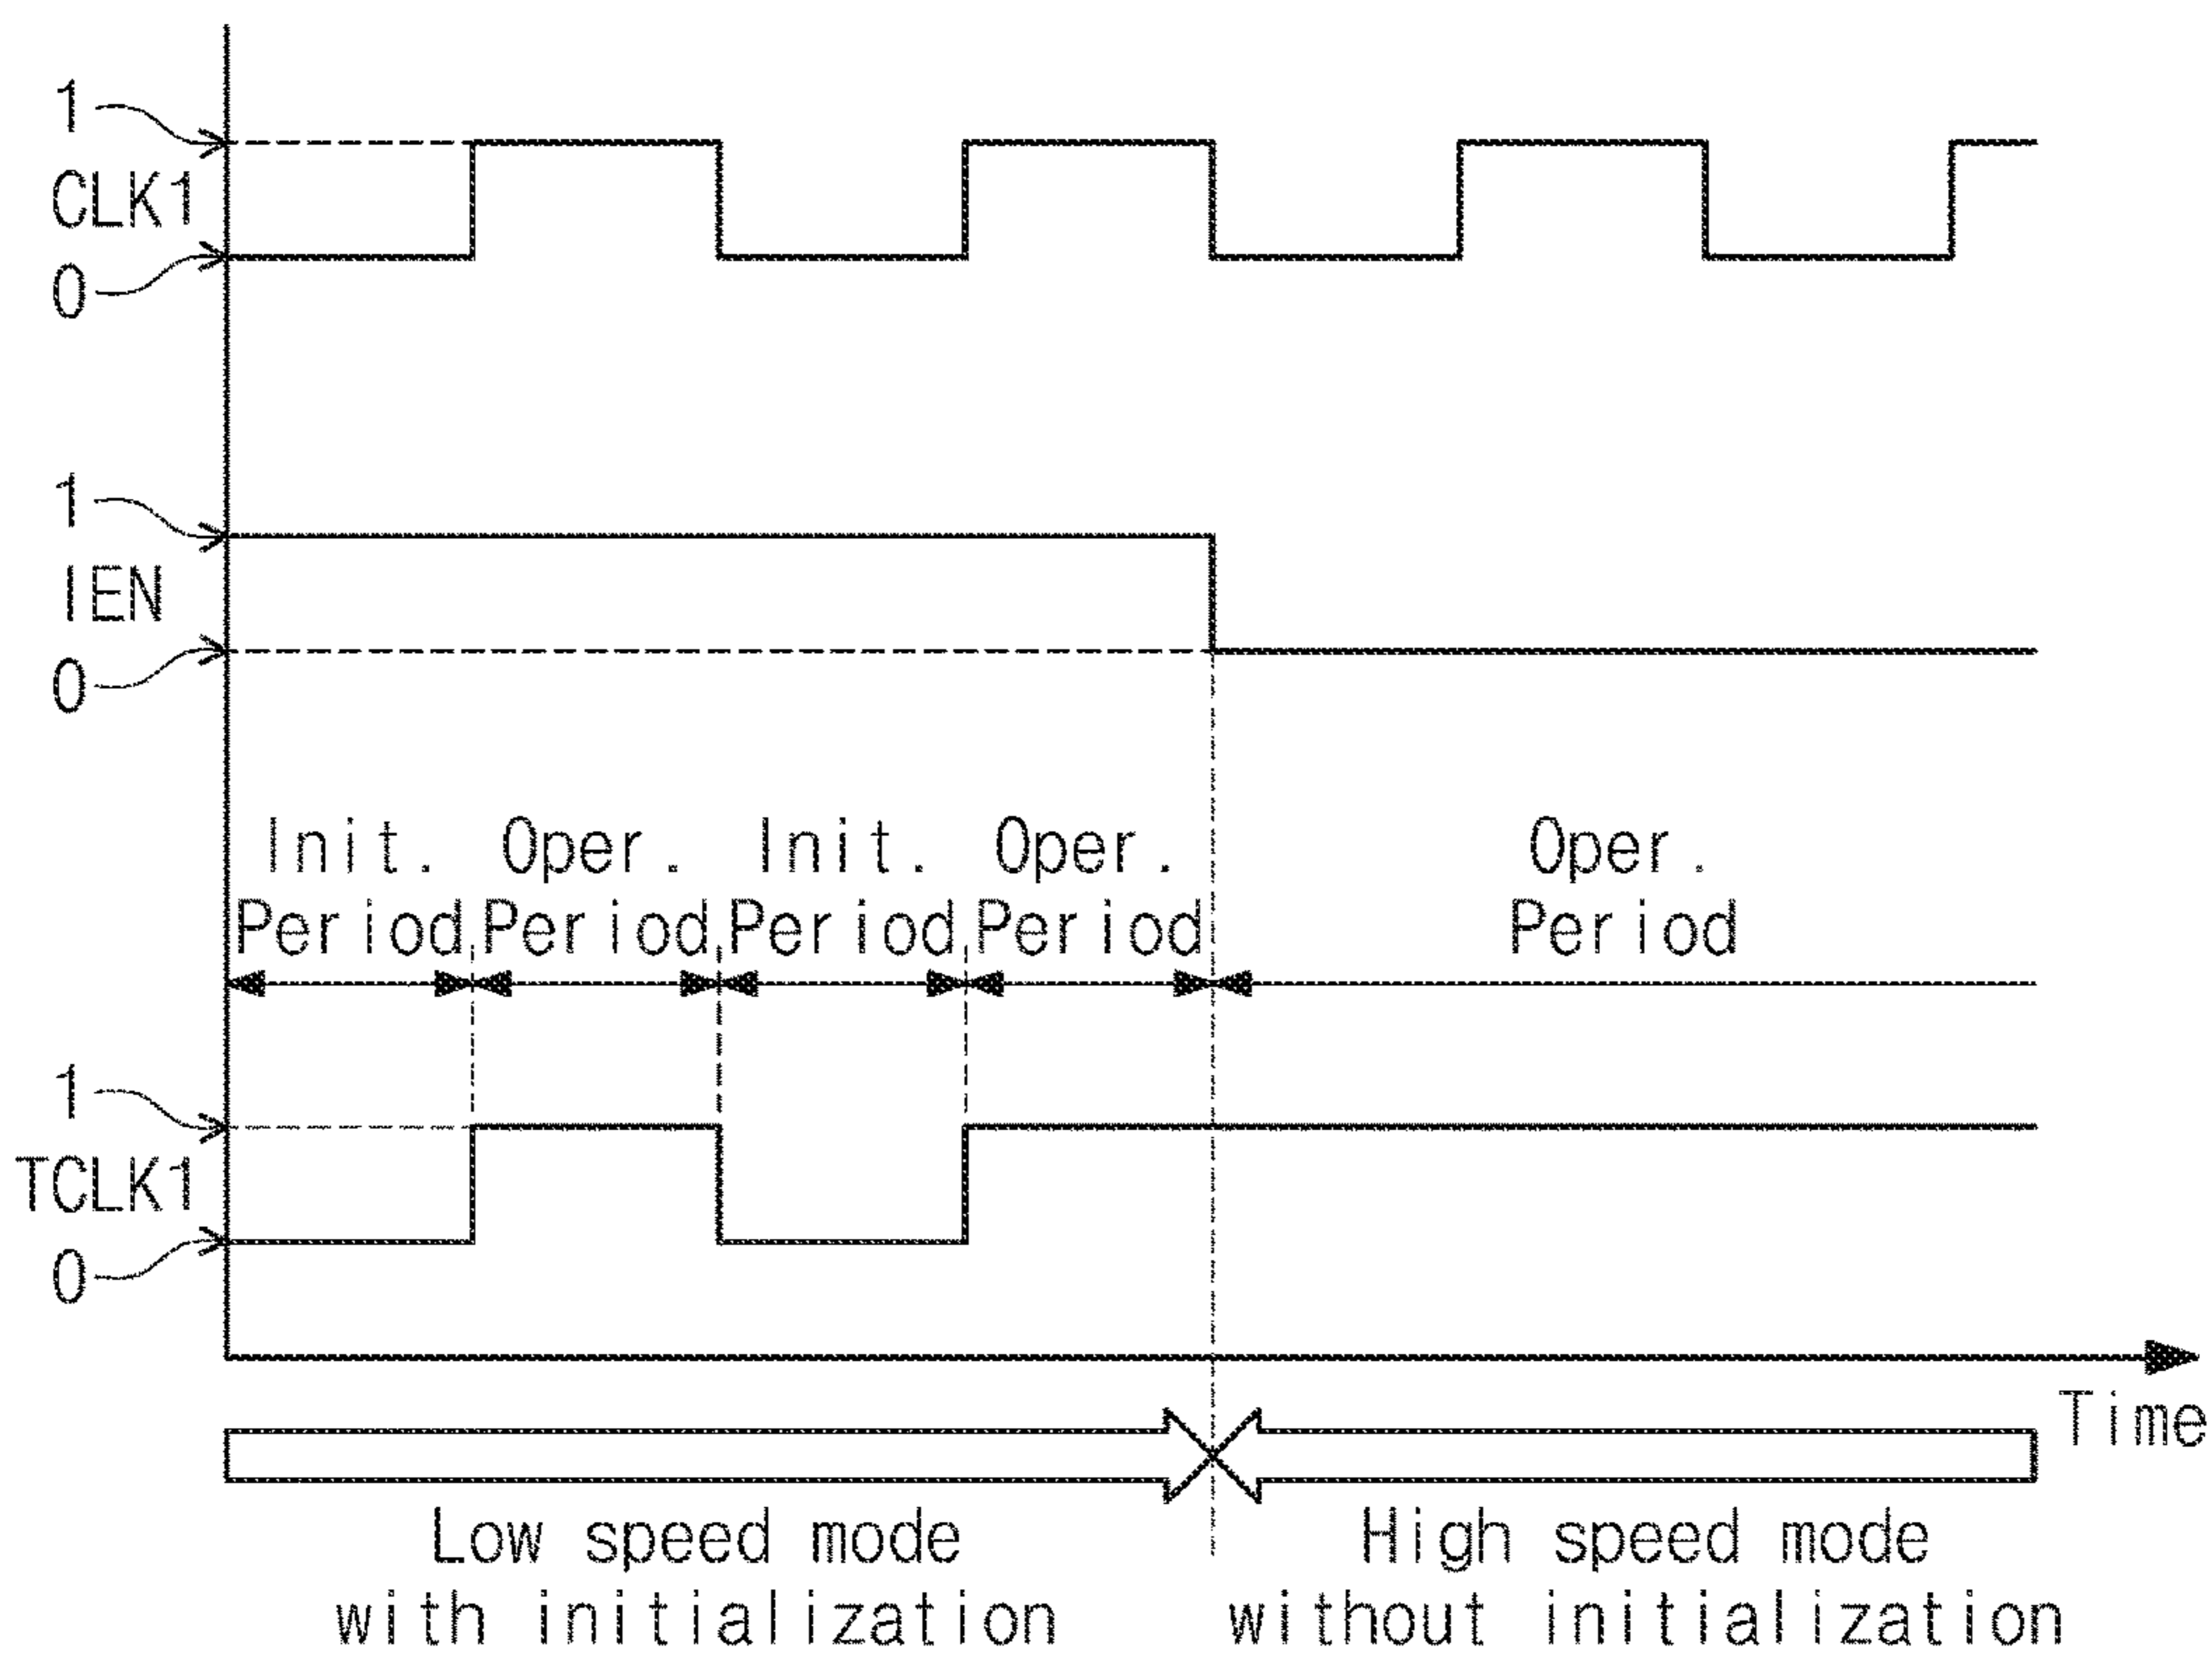 1
CLK1
0
1
IEN
0
Init. Oper. Init. Oper. Oper.
Period Period Period Period Period
1
TCLK1
0
Time
Low speed mode High speed mode
with initialization without initialization